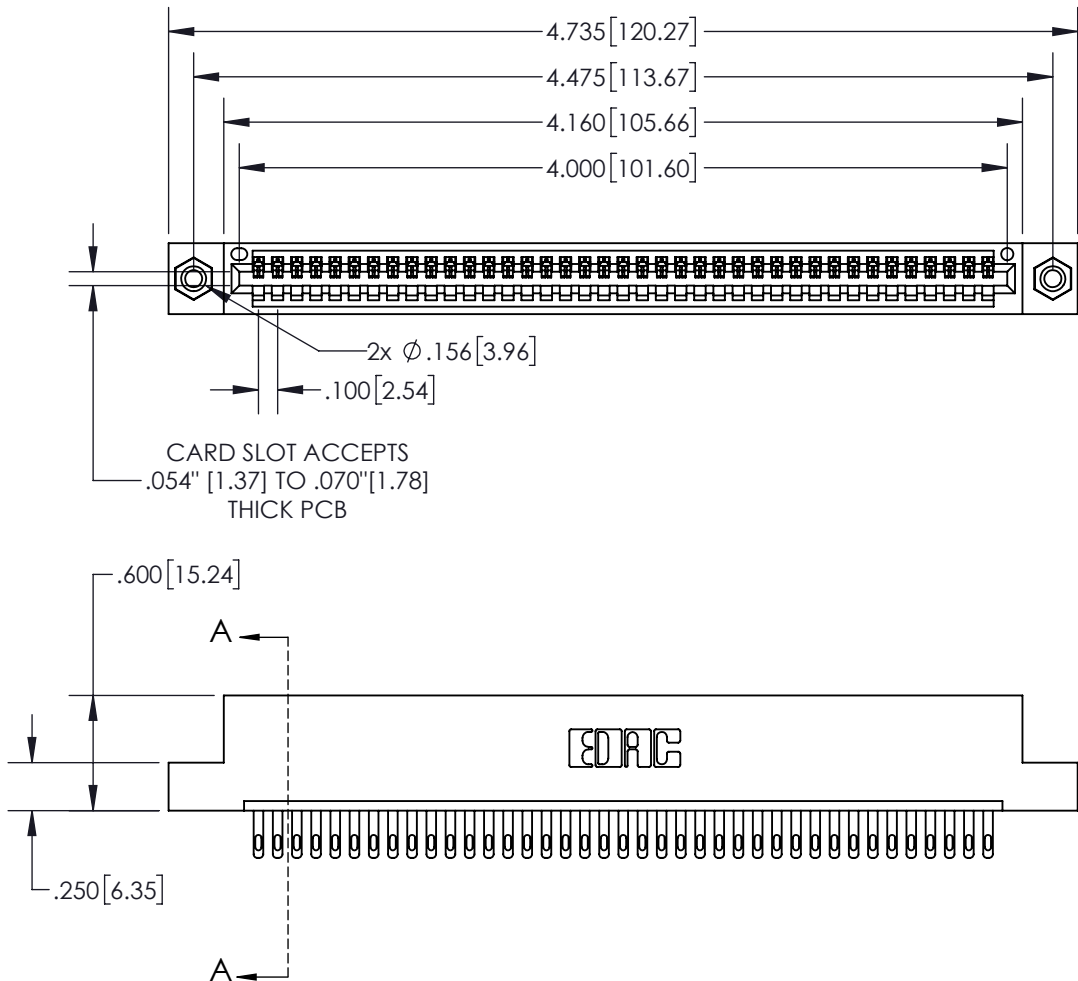 4.735[120.27]
4.475[113.67]
4.160[105.66]
4.000[101.60]
2x Ø.156[3.96]
.100[2.54]
CARD SLOT ACCEPTS
.054" [1.37] TO .070"[1.78]
THICK PCB
.600[15.24]
A
EDAC
.250[6.35]
A